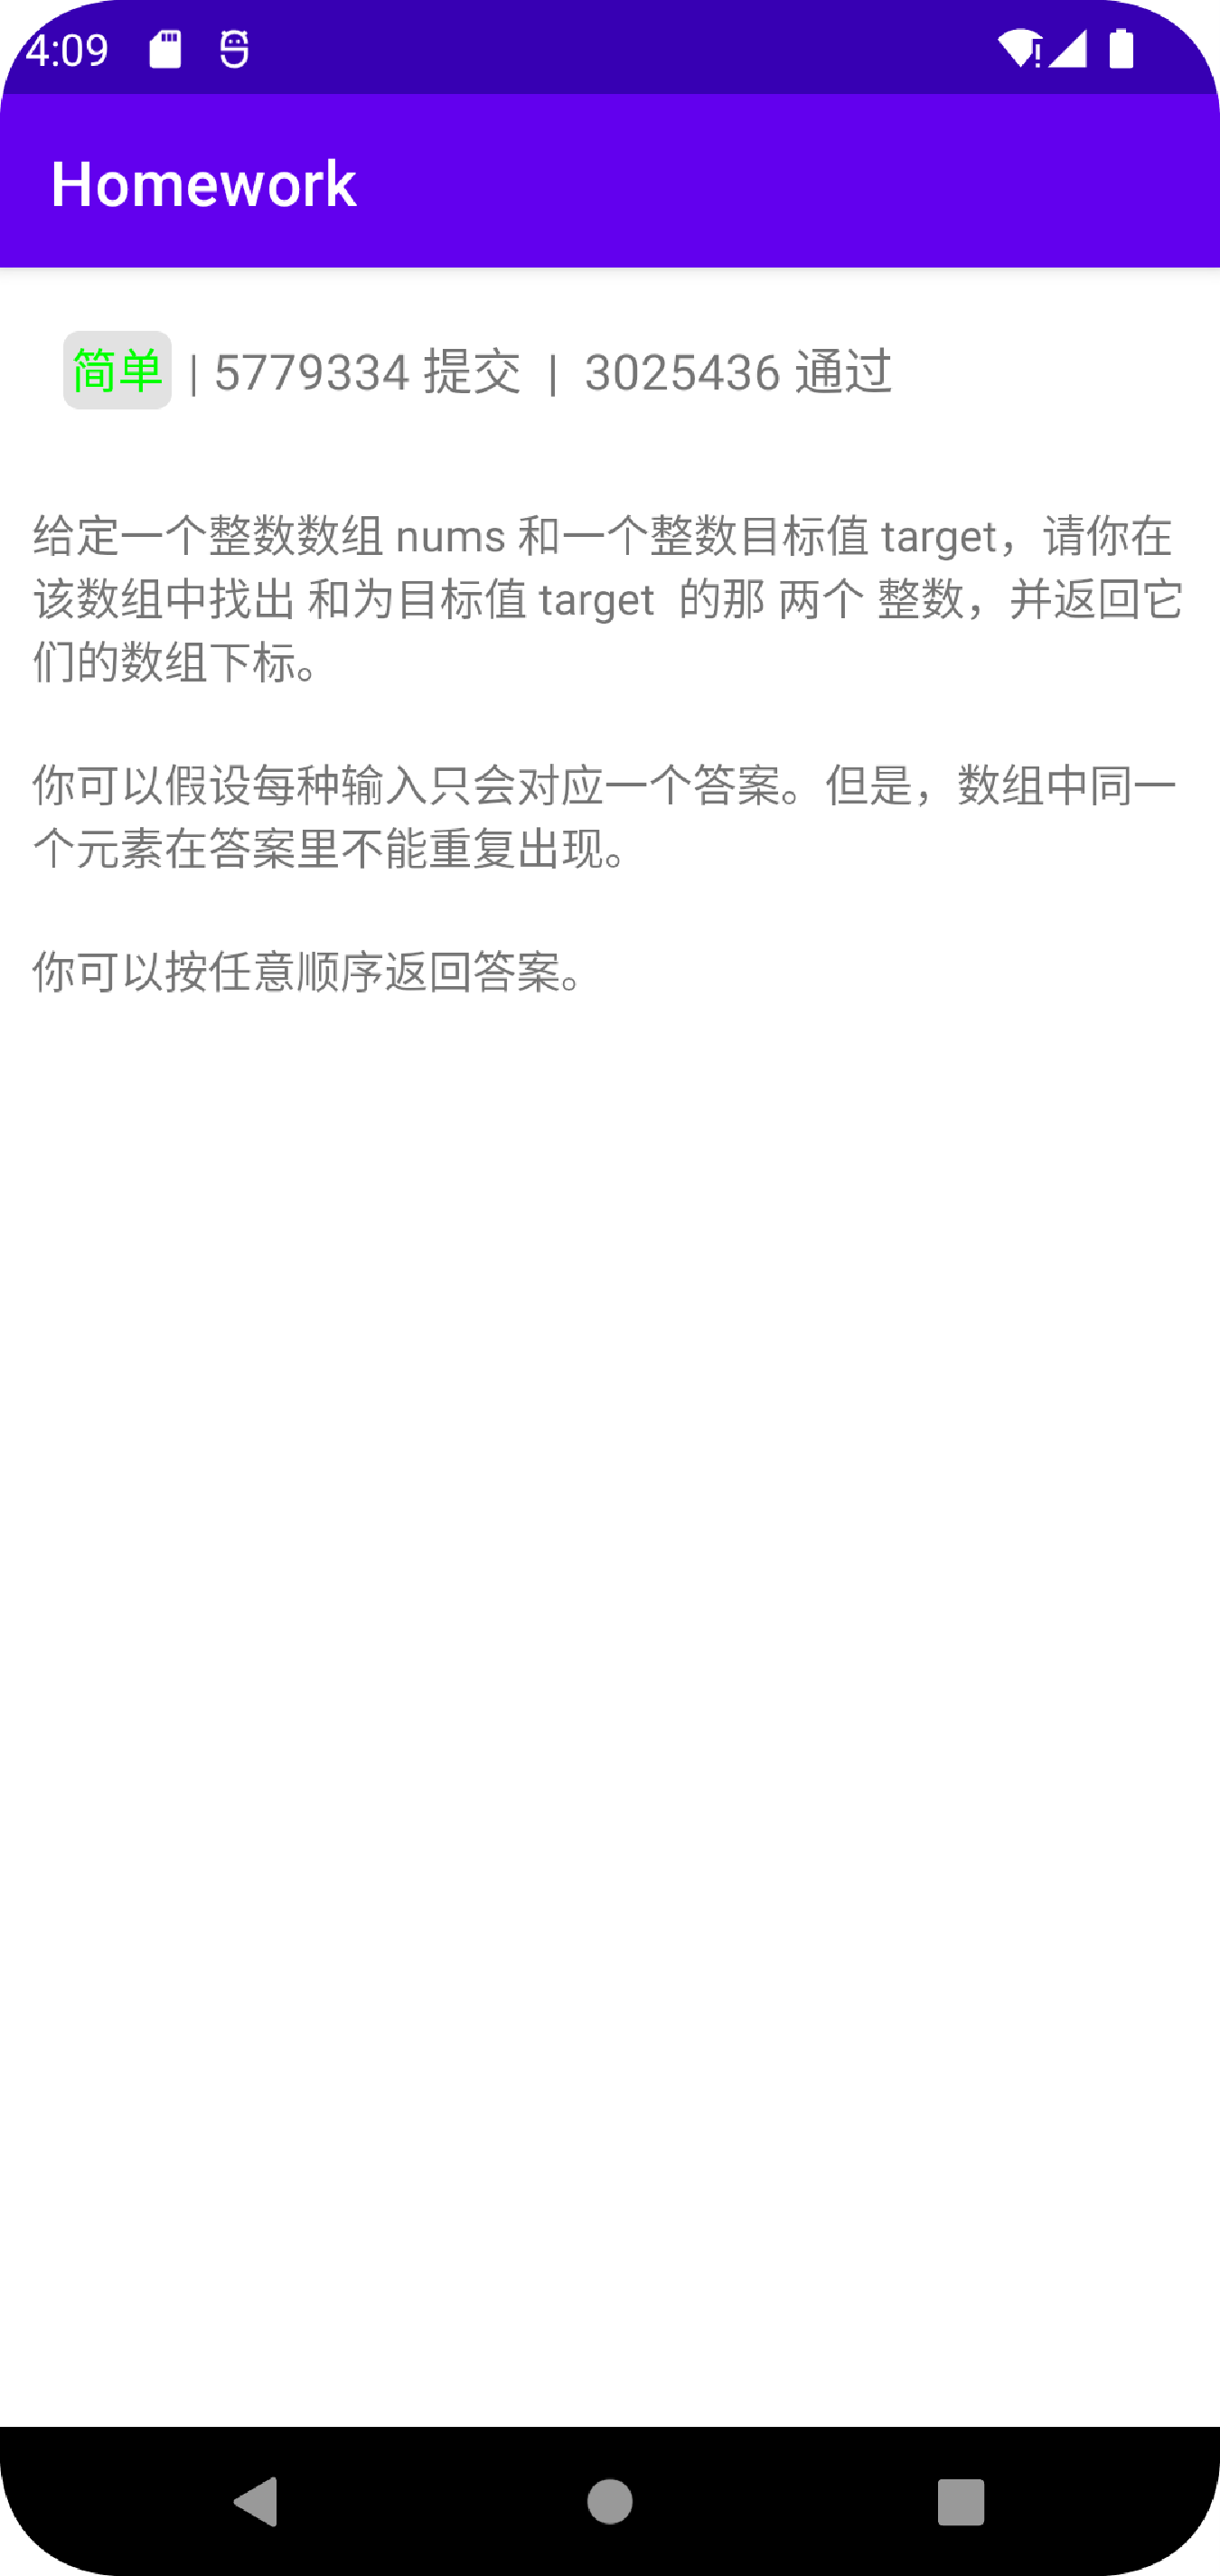 4:09
Homework
简单 | 5779334 提交 | 3025436 通过
给定一个整数数组 nums 和一个整数目标值 target，请你在
该数组中找出 和为目标值 target  的那 两个 整数，并返回它
们的数组下标。
你可以假设每种输入只会对应一个答案。但是，数组中同一
个元素在答案里不能重复出现。
你可以按任意顺序返回答案。